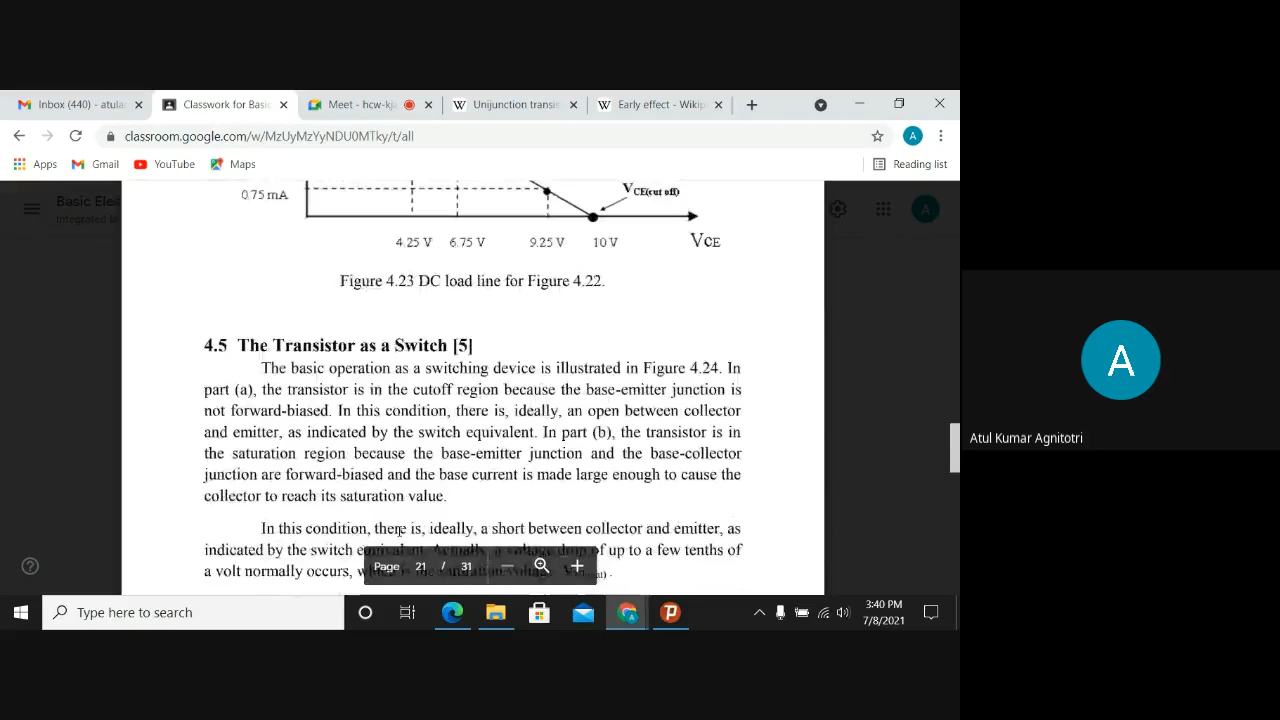 Inbox (440) - atula
Classwork for Basic
Meet - hcw-kja
Unijunction transis
Early effect - Wikip
classroom.google.com/w/MzUyMzYyNDU0MTky/t/all
Apps
Gmail
YouTube
Maps
Reading list
Basic Ele
0.75 mA
VCE(cut off)
4.25 V 6.75 V 9.25 V 10 V VCE
Figure 4.23 DC load line for Figure 4.22.
4.5 The Transistor as a Switch [5]
The basic operation as a switching device is illustrated in Figure 4.24. In
part (a), the transistor is in the cutoff region because the base-emitter junction is
not forward-biased. In this condition, there is, ideally, an open between collector
and emitter, as indicated by the switch equivalent. In part (b), the transistor is in
the saturation region because the base-emitter junction and the base-collector
junction are forward-biased and the base current is made large enough to cause the
collector to reach its saturation value.
In this condition, there is, ideally, a short between collector and emitter, as
indicated by the switch equivalent. Actually, a voltage drop of up to a few tenths of
a volt normally occurs,
Page 21 / 31
A
Atul Kumar Agnitotri
Type here to search
3:40 PM
7/8/2021